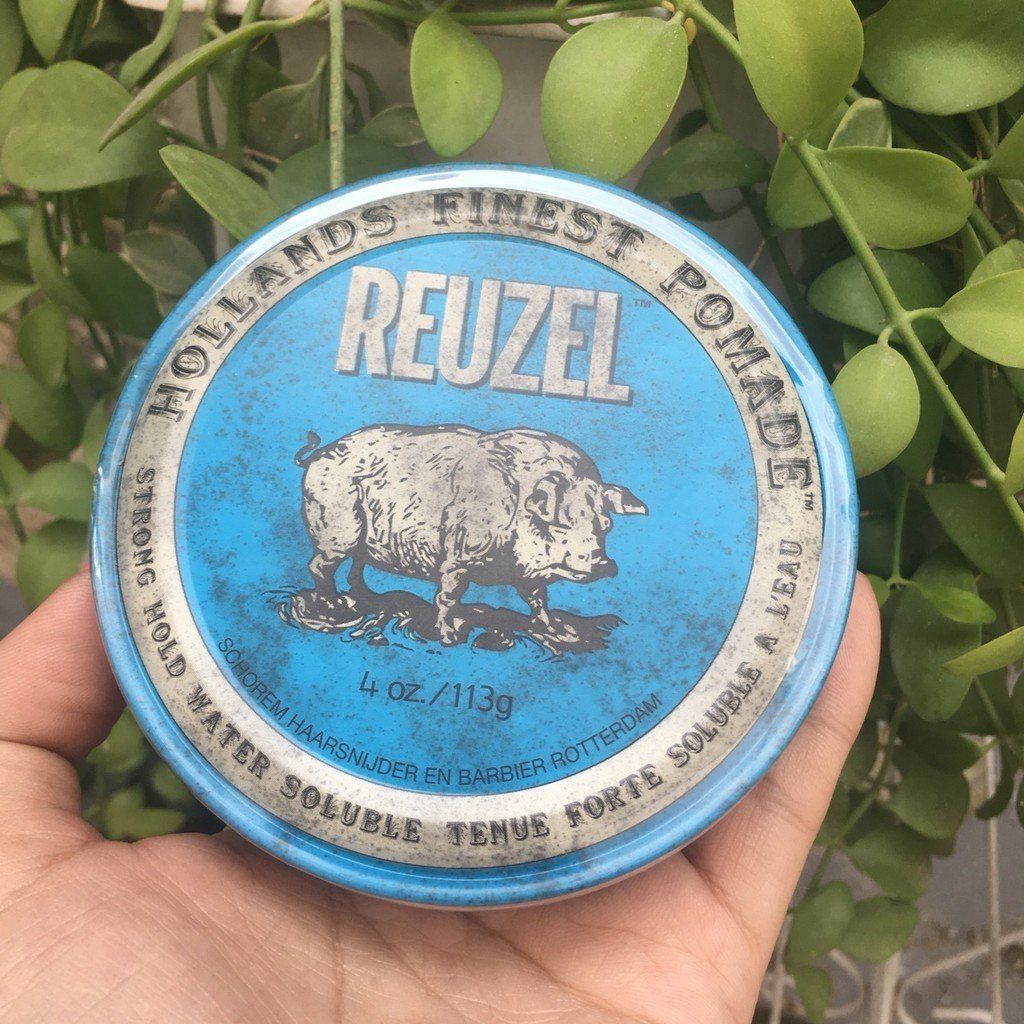 HOLLANDS FINEST POMADE™
REUZEL™
4 oz./113g
SCHOREM HAARSNIJDER EN BARBIER ROTTERDAM
STRONG HOLD WATER SOLUBLE TENUE FORTE SOLUBLE A L'EAU